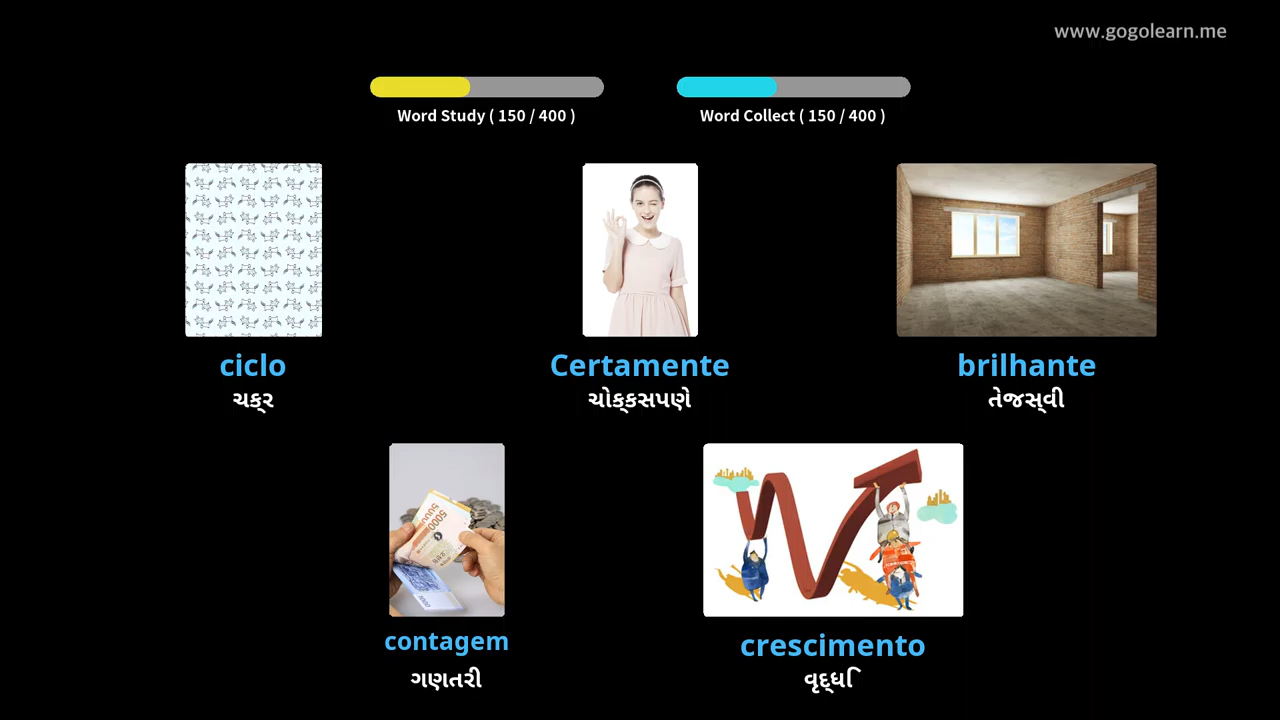 www.gogolearn.me
Word Study ( 150 / 400 )
Word Collect ( 150 / 400 )
ciclo
ચક્ર
Certamente
ચોક્કસપણે
brilhante
તેજસ્વી
5000
contagem
ગણતરી
crescimento
વૃદ્ધિ